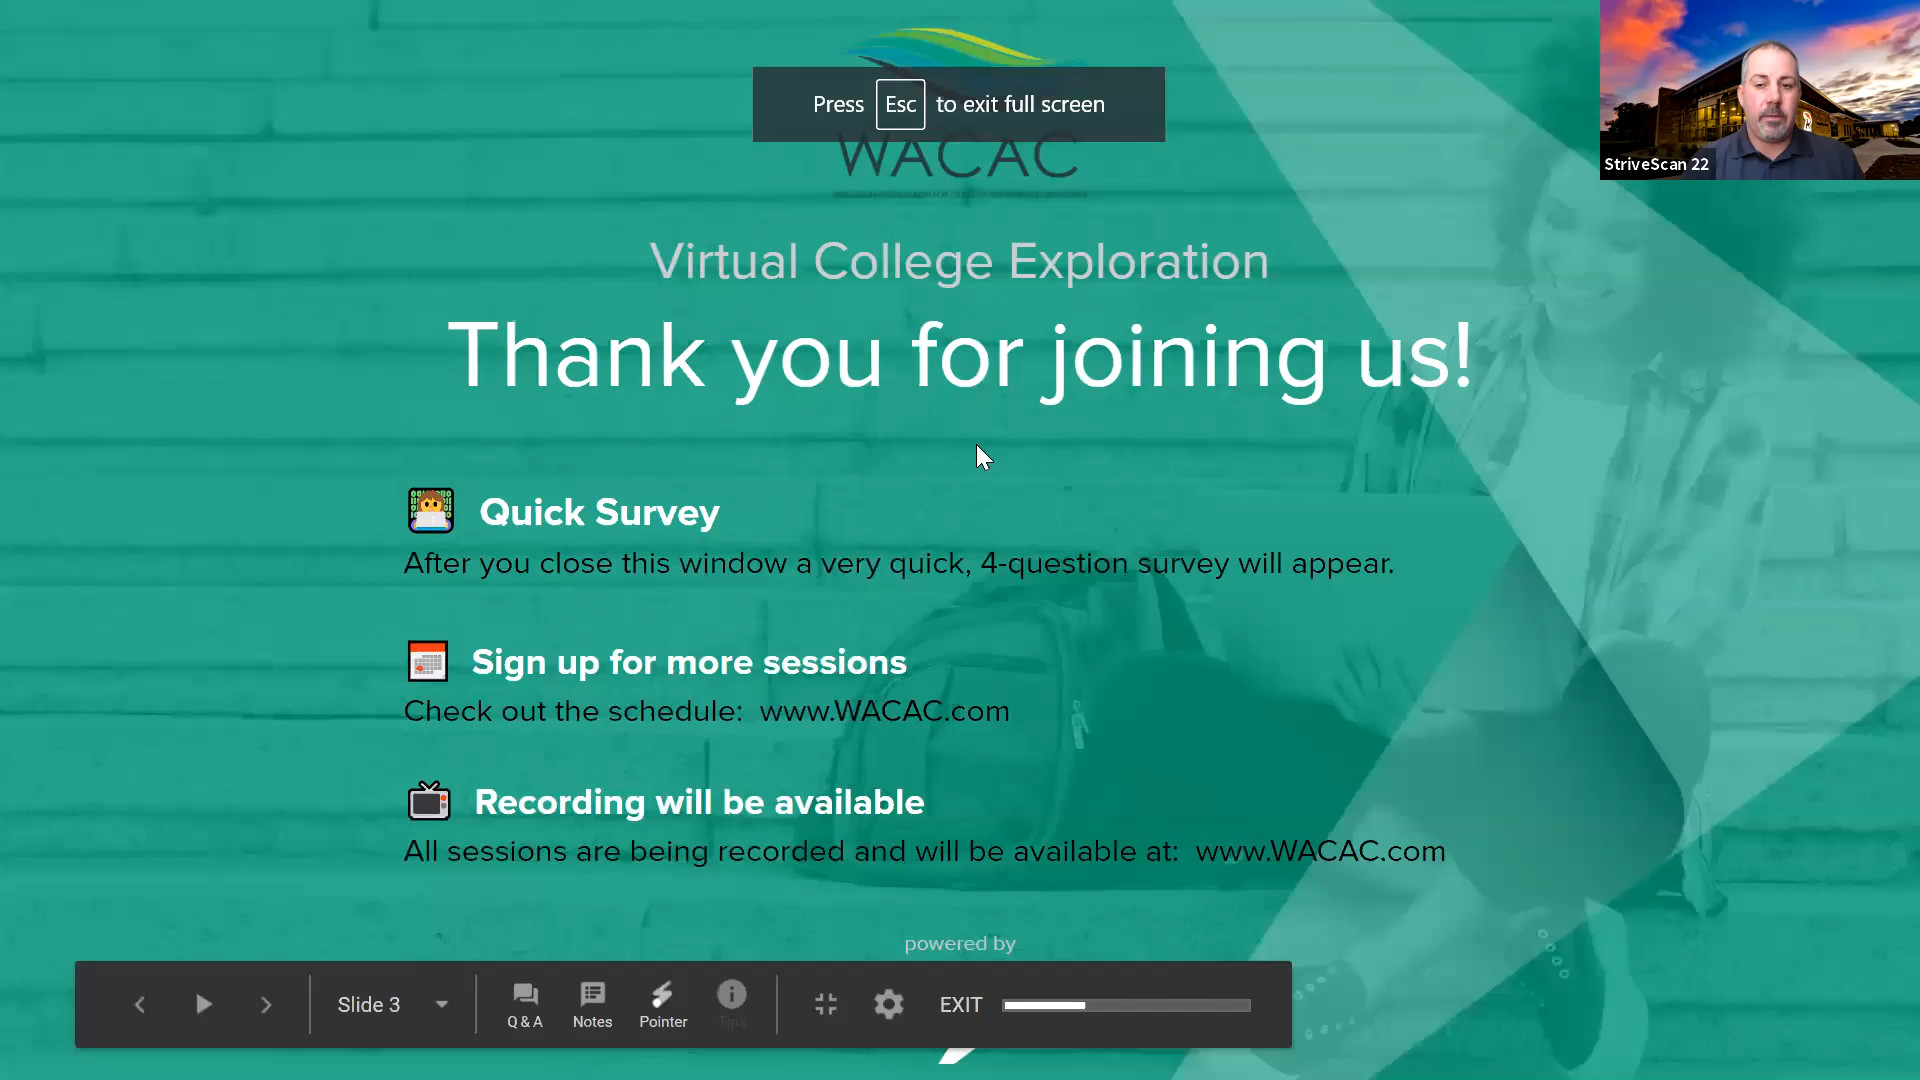 Press Esc to exit full screen
WACAC
StriveScan 22
Virtual College Exploration
Thank you for joining us!
Quick Survey
After you close this window a very quick, 4-question survey will appear.
Sign up for more sessions
Check out the schedule: www.WACAC.com
Recording will be available
All sessions are being recorded and will be available at: www.WACAC.com
powered by
Slide 3
Q & A
Notes
Pointer
Tips
EXIT